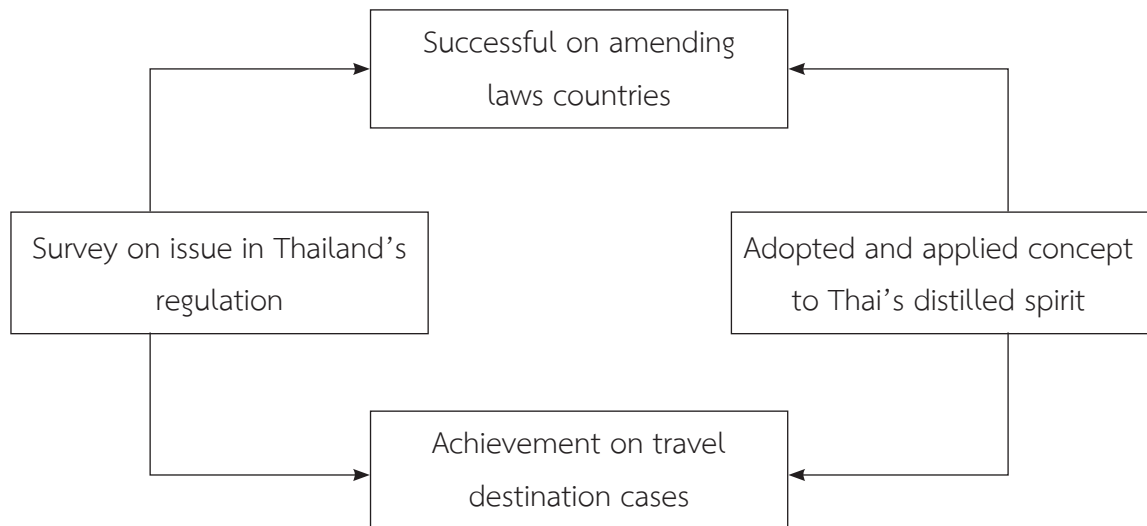 Successful on amending
laws countries
Survey on issue in Thailand’s
regulation
Adopted and applied concept
to Thai’s distilled spirit
Achievement on travel
destination cases